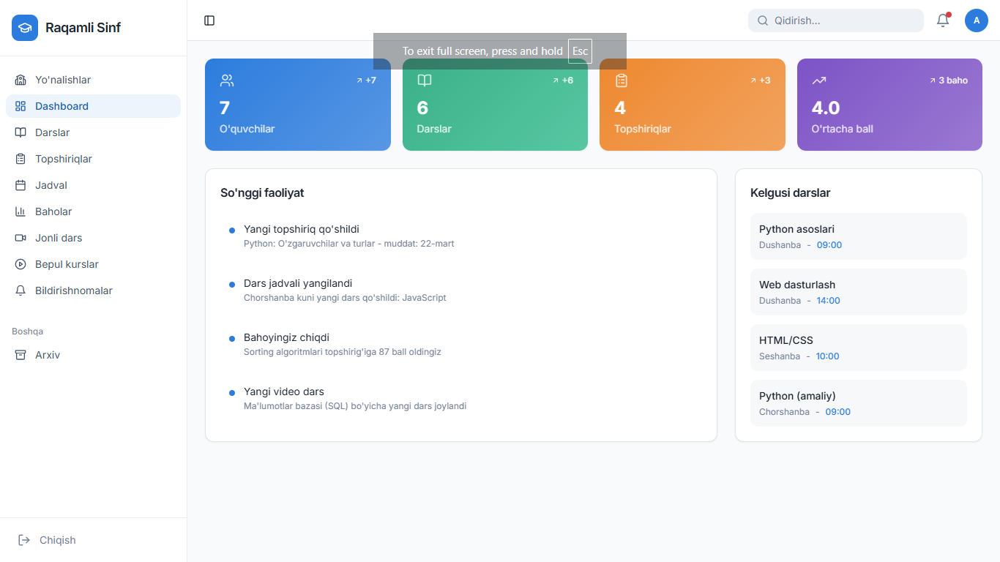 Raqamli Sinf
Yo'nalishlar
Dashboard
Darslar
Topshiriqlar
Jadval
Baholar
Jonli dars
Bepul kurslar
Bildirishnomalar
Boshqa
Arxiv
Chiqish
Qidirish...
A
To exit full screen, press and hold Esc
+7
7
O'quvchilar
+6
6
Darslar
+3
4
Topshiriqlar
3 baho
4.0
O'rtacha ball
So'nggi faoliyat
Yangi topshiriq qo'shildi
Python: O'zgaruvchilar va turlar - muddat: 22-mart
Dars jadvali yangilandi
Chorshanba kuni yangi dars qo'shildi: JavaScript
Bahoyingiz chiqdi
Sorting algoritmlari topshirig'iga 87 ball oldingiz
Yangi video dars
Ma'lumotlar bazasi (SQL) bo'yicha yangi dars joylandi
Kelgusi darslar
Python asoslari
Dushanba - 09:00
Web dasturlash
Dushanba - 14:00
HTML/CSS
Seshanba - 10:00
Python (amaliy)
Chorshanba - 09:00